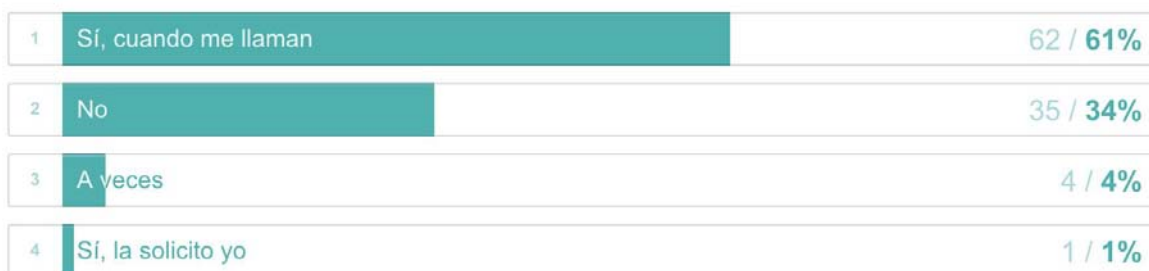 1 Sí, cuando me llaman 62 / 61%
2 No 35 / 34%
3 A veces 4 / 4%
4 Sí, la solicito yo 1 / 1%